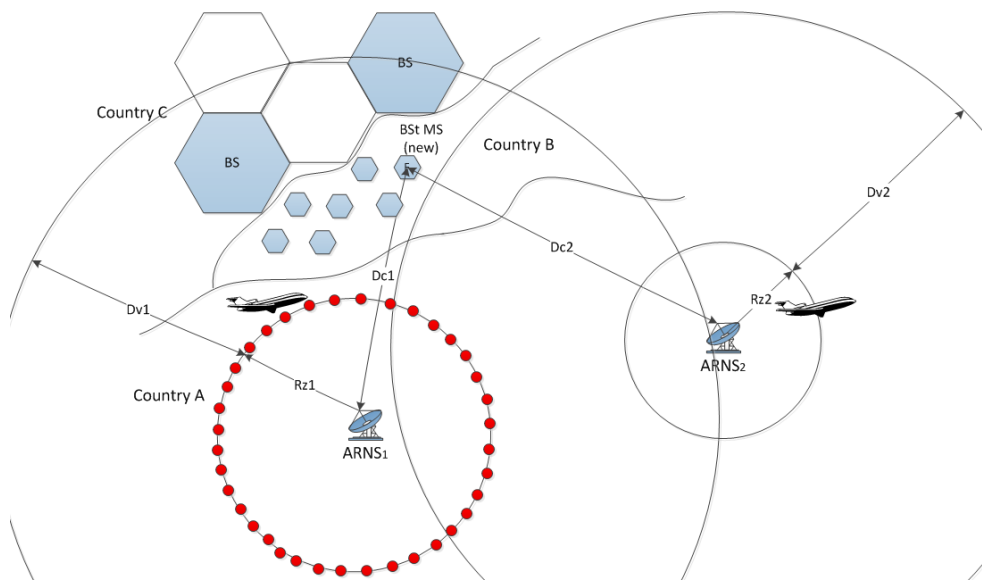 BS
Country C
BSt MS
(new)
Country B
BS
Dv2
Dc2
Dc1
Dv1
Rz2
ARNS2
Rz1
Country A
ARNS1